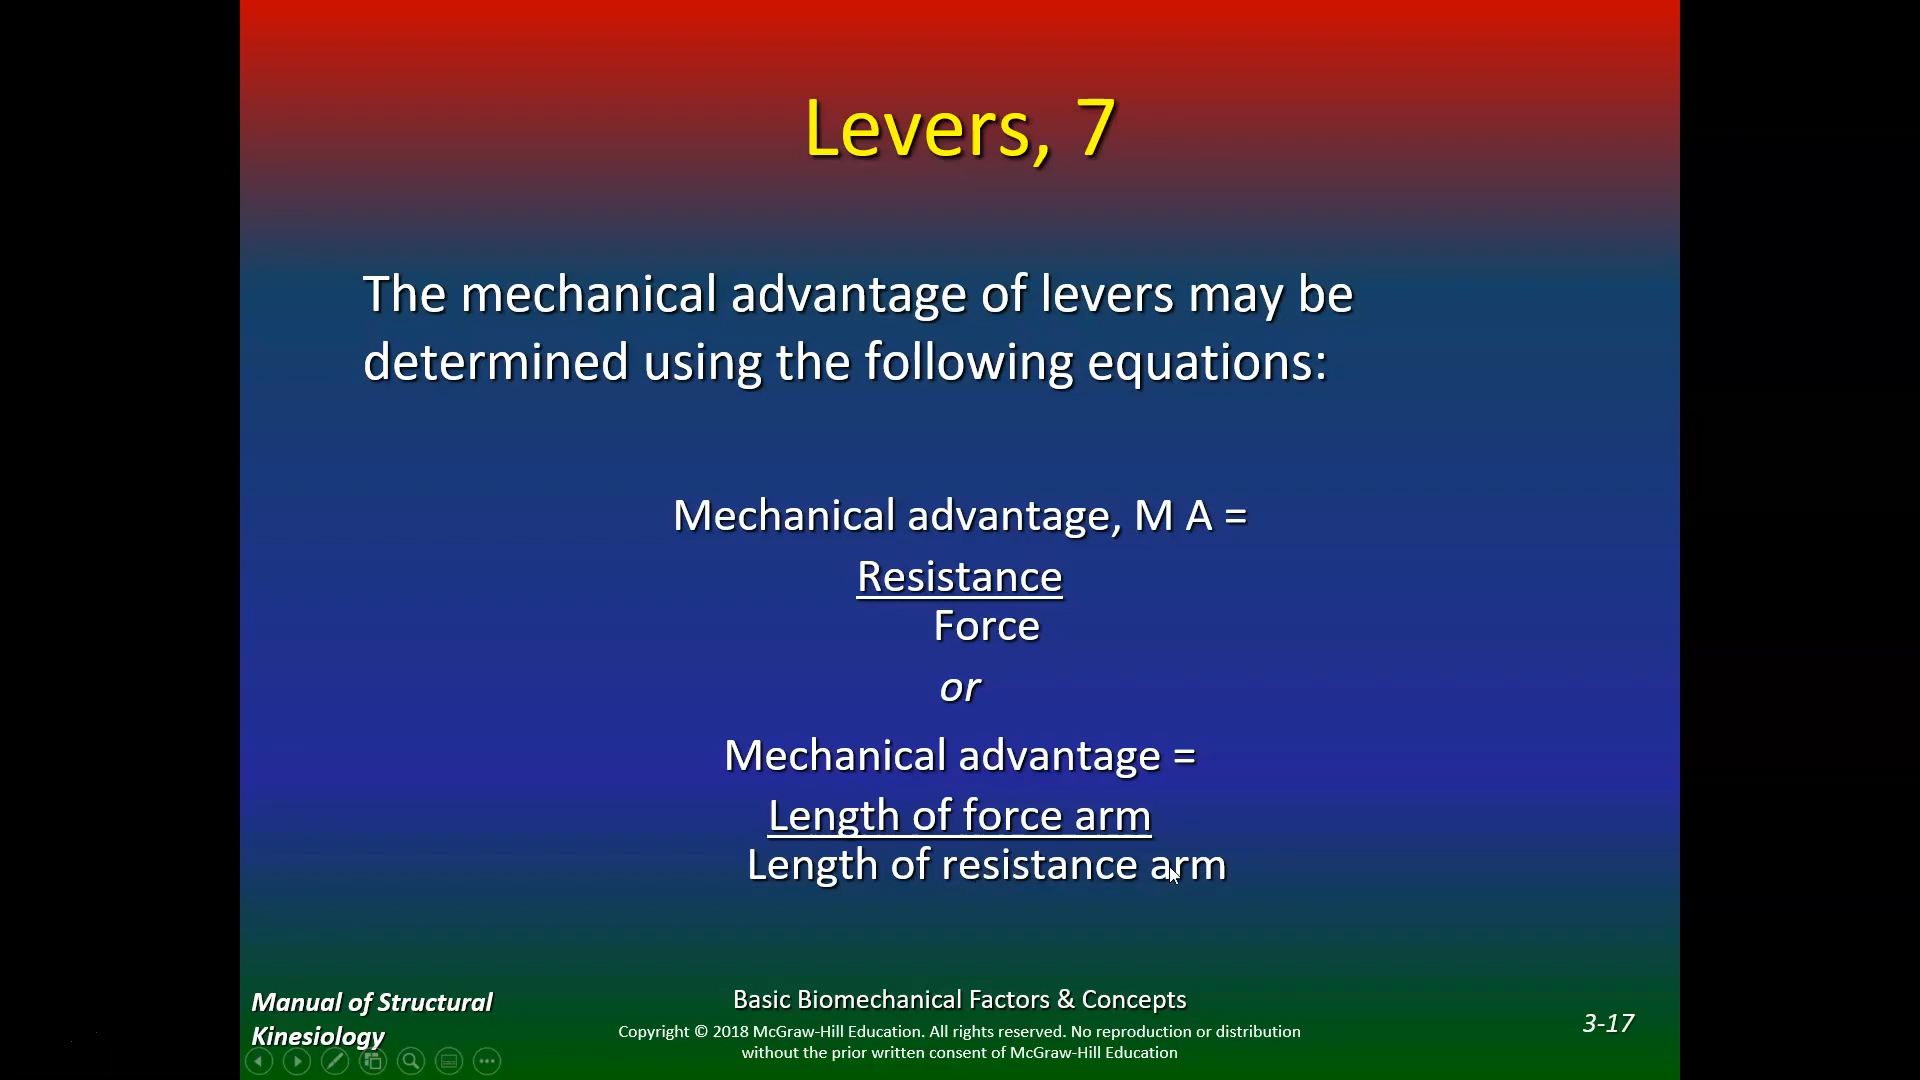 Levers, 7
The mechanical advantage of levers may be
determined using the following equations:
Mechanical advantage, M A =
Resistance
Force
or
Mechanical advantage =
Length of force arm
Length of resistance arm
Manual of Structural
Kinesiology
Basic Biomechanical Factors & Concepts
Copyright © 2018 McGraw-Hill Education. All rights reserved. No reproduction or distribution
without the prior written consent of McGraw-Hill Education
3-17